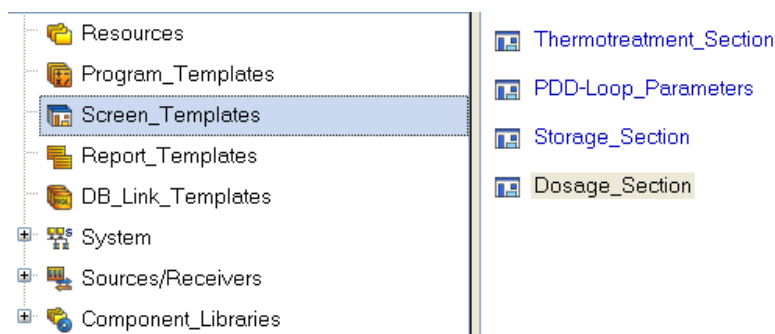 Resources
Program_Templates
Screen_Templates
Report_Templates
DB_Link_Templates
System
Sources/Receivers
Component_Libraries
Thermotreatment_Section
PDD-Loop_Parameters
Storage_Section
Dosage_Section